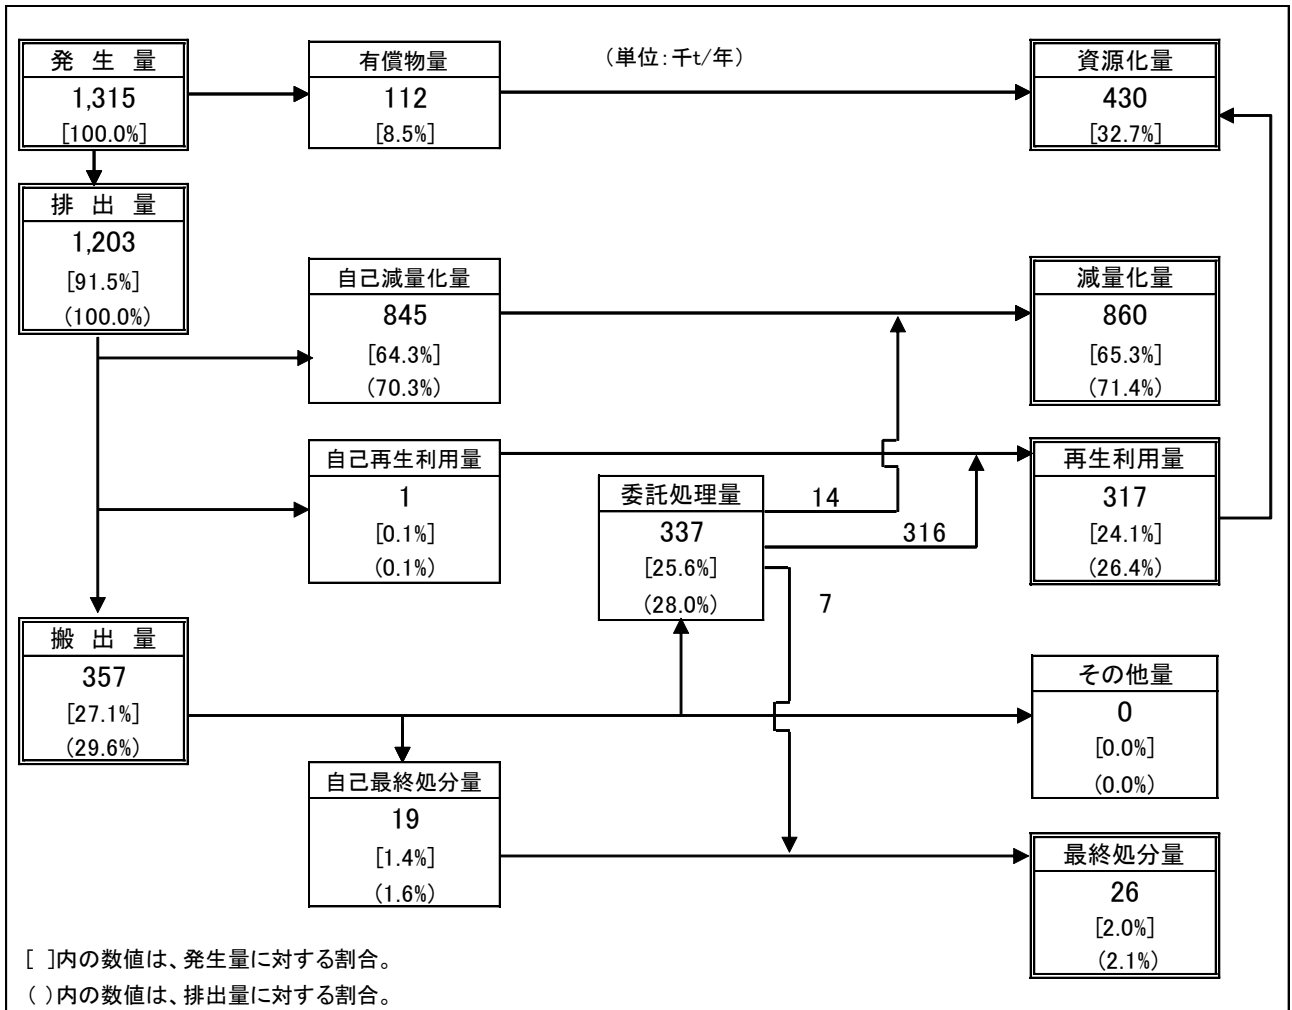 発 生 量
1,315
[100.0%]
有償物量
112
[8.5%]
(単位：千t/年)
資源化量
430
[32.7%]
排 出 量
1,203
[91.5%]
(100.0%)
自己減量化量
845
[64.3%]
(70.3%)
減量化量
860
[65.3%]
(71.4%)
自己再生利用量
1
[0.1%]
(0.1%)
委託処理量
337
[25.6%]
(28.0%)
14
316
7
再生利用量
317
[24.1%]
(26.4%)
搬 出 量
357
[27.1%]
(29.6%)
その他量
0
[0.0%]
(0.0%)
自己最終処分量
19
[1.4%]
(1.6%)
最終処分量
26
[2.0%]
(2.1%)
[ ]内の数値は、発生量に対する割合。
( )内の数値は、排出量に対する割合。